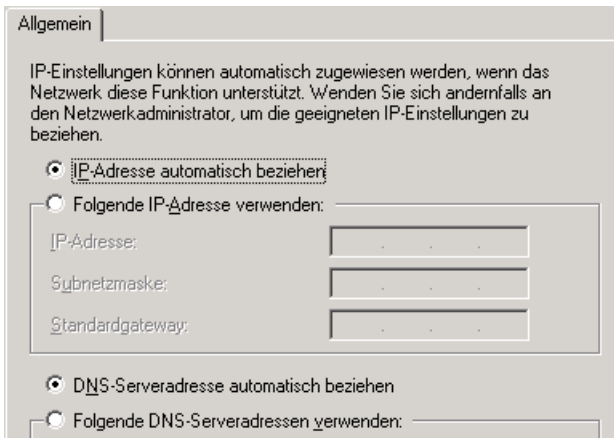 Allgemein
IP-Einstellungen können automatisch zugewiesen werden, wenn das
Netzwerk diese Funktion unterstützt. Wenden Sie sich andernfalls an
den Netzwerkadministrator, um die geeigneten IP-Einstellungen zu
beziehen.
IP-Adresse automatisch beziehen
Folgende IP-Adresse verwenden:
IP-Adresse:
Subnetzmaske:
Standardgateway:
DNS-Serveradresse automatisch beziehen
Folgende DNS-Serveradressen verwenden: